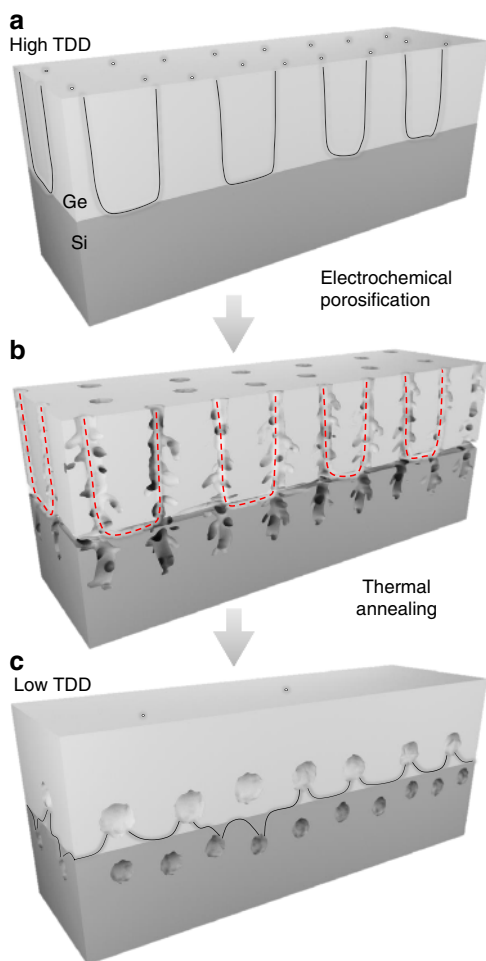 a
High TDD
Ge
Si
Electrochemical
porosification
b
Thermal
annealing
c
Low TDD